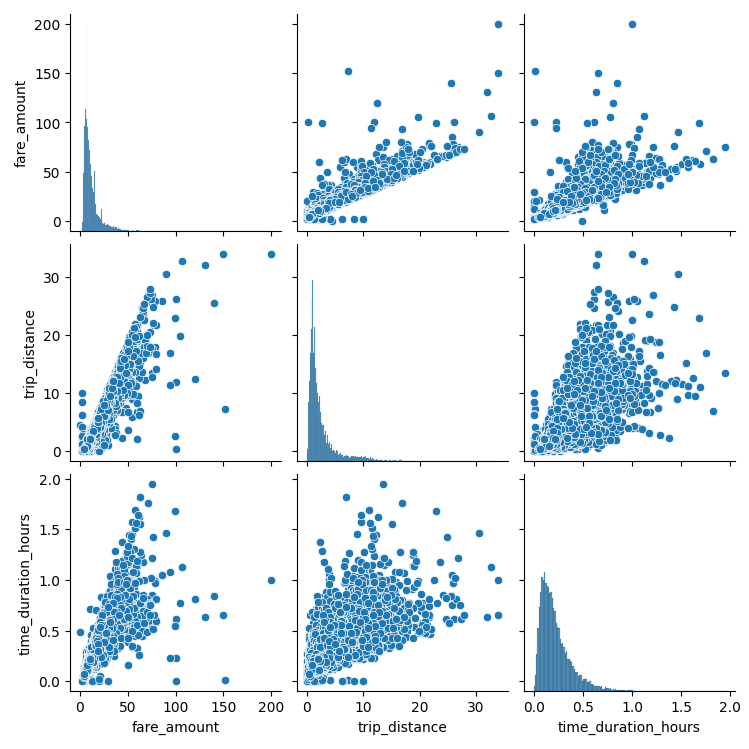 200
150
100
50
0
fare_amount
30
20
10
0
trip_distance
2.0
1.5
1.0
0.5
0.0
time_duration_hours
0 50 100 150 200
0 10 20 30
0.0 0.5 1.0 1.5 2.0
fare_amount
trip_distance
time_duration_hours